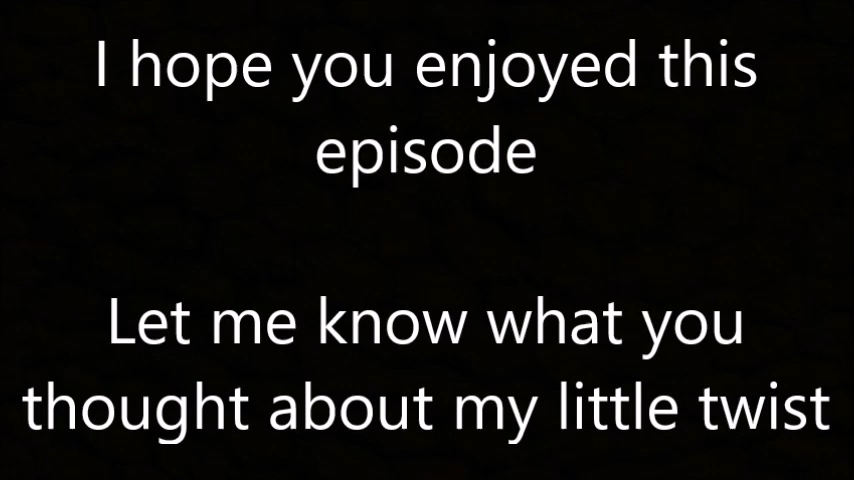 I hope you enjoyed this
episode
Let me know what you
thought about my little twist